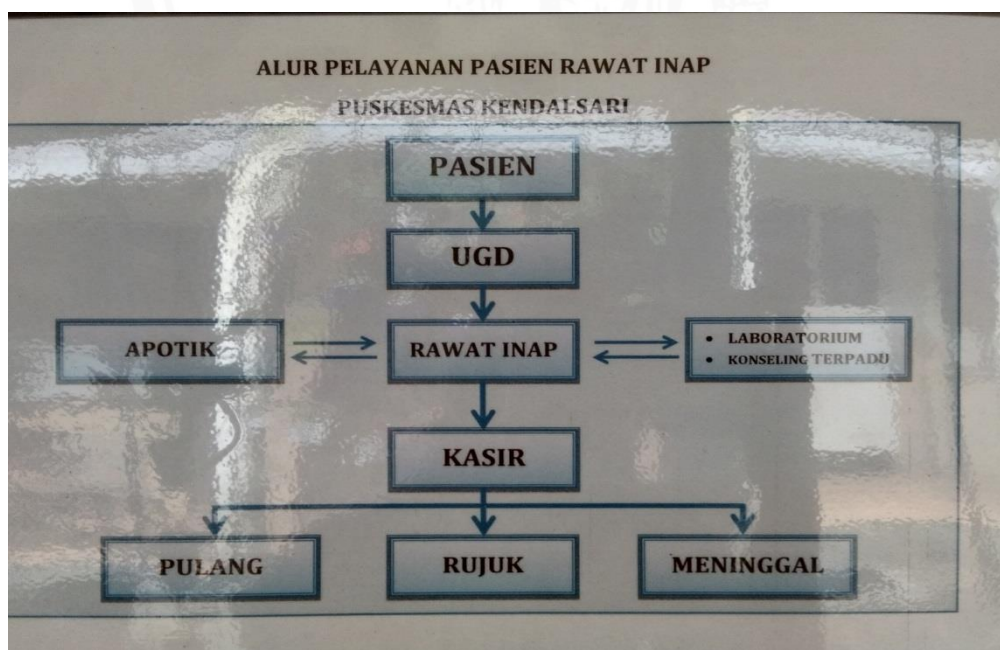 ALUR PELAYANAN PASIEN RAWAT INAP
PUSKESMAS KENDALSARI
PASIEN
UGD
APOTIK
RAWAT INAP
• LABORATORIUM
• KONSELING TERPADU
KASIR
PULANG
RUJUK
MENINGGAL